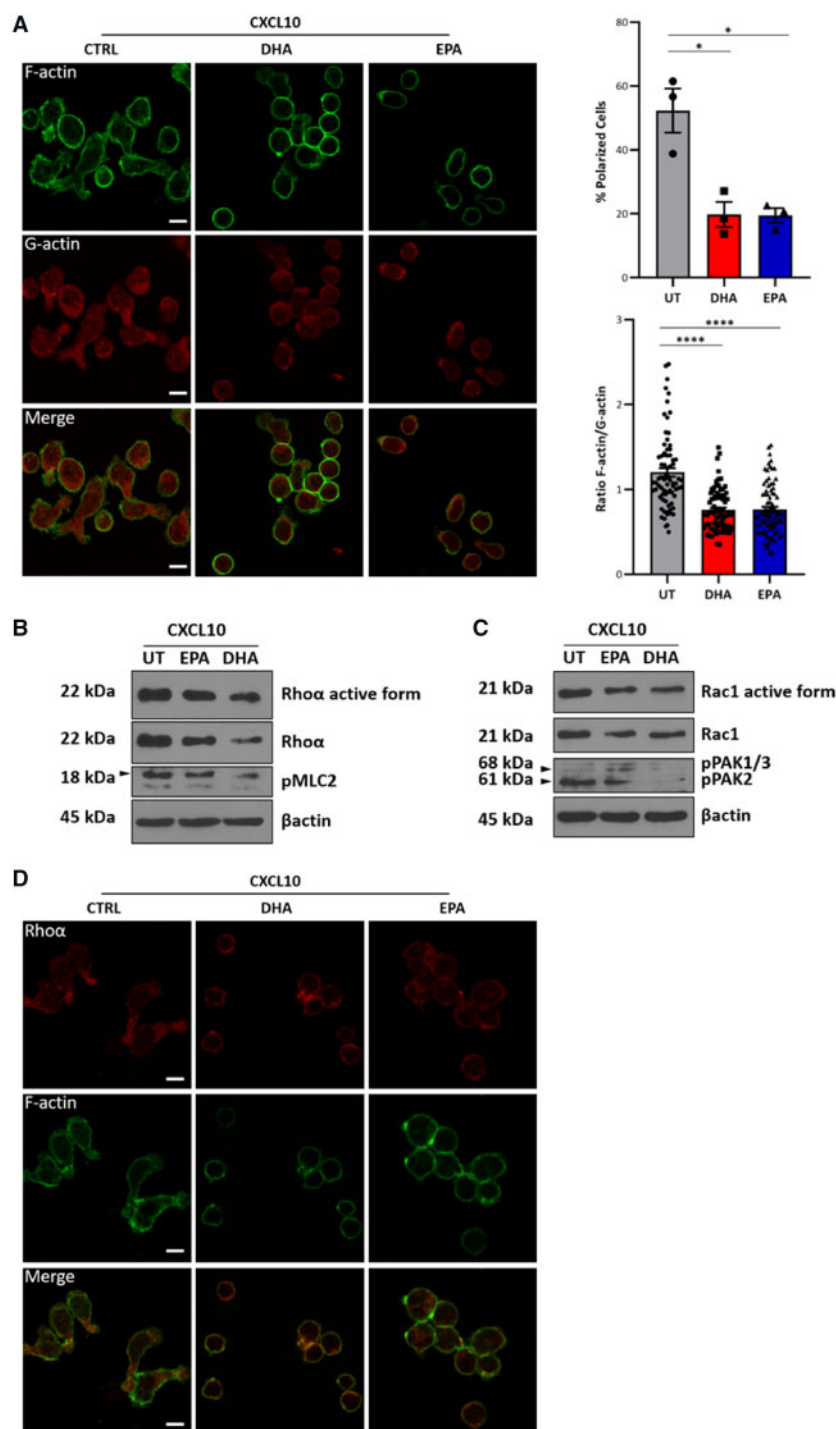 A
CXCL10
CTRL DHA EPA
F-actin
G-actin
Merge
* *
% Polarized Cells
80
60
40
20
0
UT DHA EPA
****
****
Ratio F-actin/G-actin
3
2
1
0
UT DHA EPA
B
CXCL10
UT EPA DHA
22 kDa Rhoα active form
22 kDa Rhoα
18 kDa pMLC2
45 kDa βactin
C
CXCL10
UT EPA DHA
21 kDa Rac1 active form
21 kDa Rac1
68 kDa pPAK1/3
61 kDa pPAK2
45 kDa βactin
D
CXCL10
CTRL DHA EPA
Rhoα
F-actin
Merge